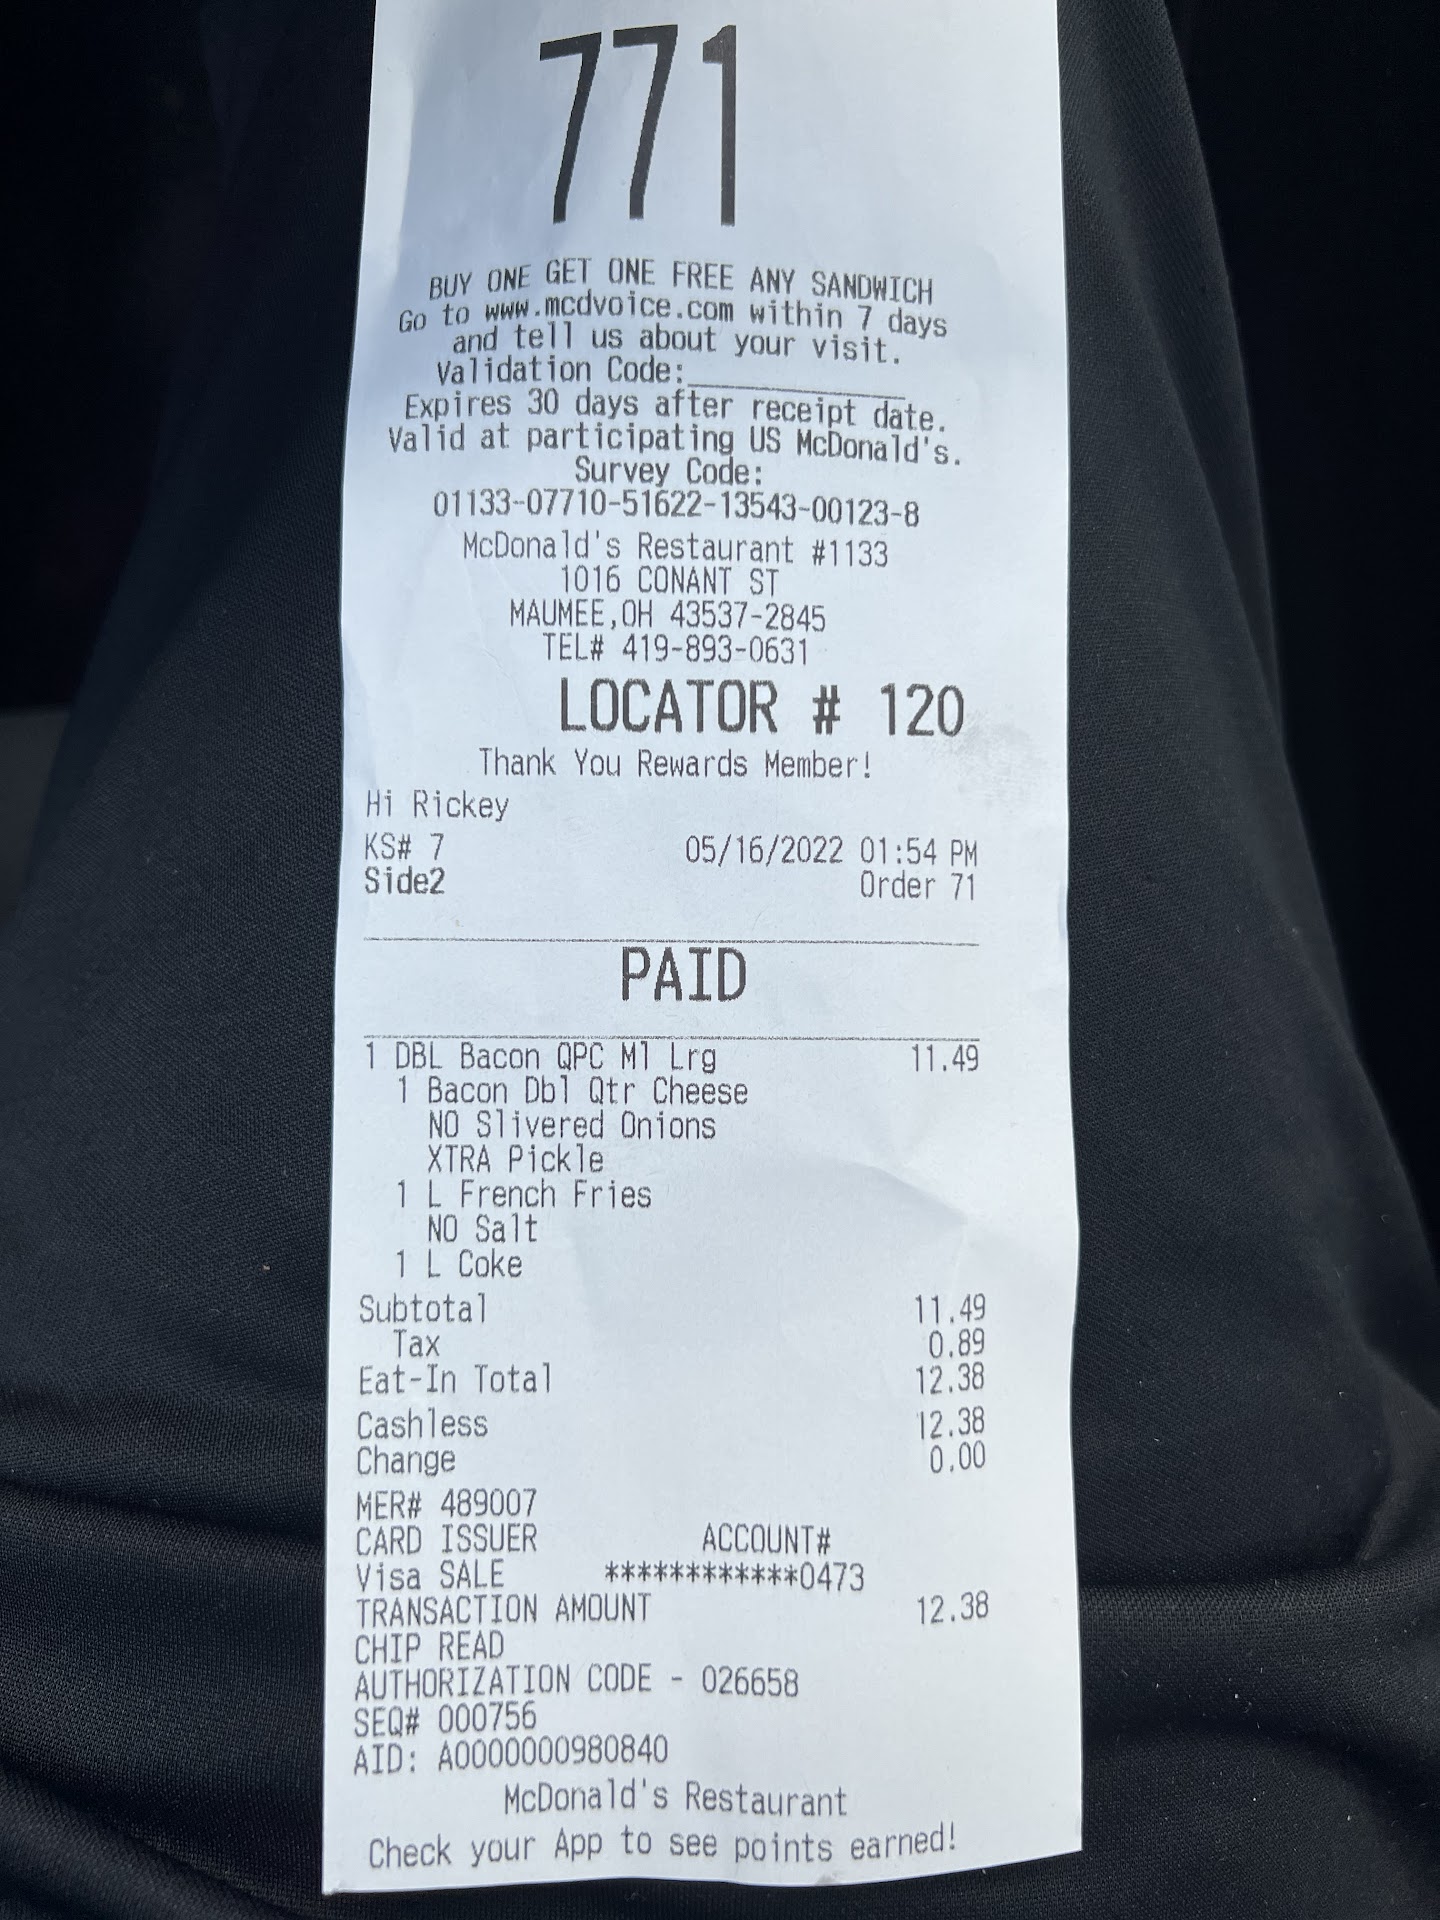 771
BUY ONE GET ONE FREE ANY SANDWICH
Go to www.mcdvoice.com within 7 days
and tell us about your visit.
Validation Code:____________
Expires 30 days after receipt date.
Valid at participating US McDonald's.
Survey Code:
01133-07710-51622-13543-00123-8
McDonald's Restaurant #1133
1016 CONANT ST
MAUMEE,OH 43537-2845
TEL# 419-893-0631
LOCATOR # 120
Thank You Rewards Member!
Hi Rickey
KS# 7 05/16/2022 01:54 PM
Side2 Order 71
PAID
1 DBL Bacon QPC Ml Lrg 11.49
1 Bacon Dbl Qtr Cheese
NO Slivered Onions
XTRA Pickle
1 L French Fries
NO Salt
1 L Coke
Subtotal 11.49
Tax 0.89
Eat-In Total 12.38
Cashless 12.38
Change 0.00
MER# 489007
CARD ISSUER ACCOUNT#
Visa SALE ************0473
TRANSACTION AMOUNT 12.38
CHIP READ
AUTHORIZATION CODE - 026658
SEQ# 000756
AID: A0000000980840
McDonald's Restaurant
Check your App to see points earned!